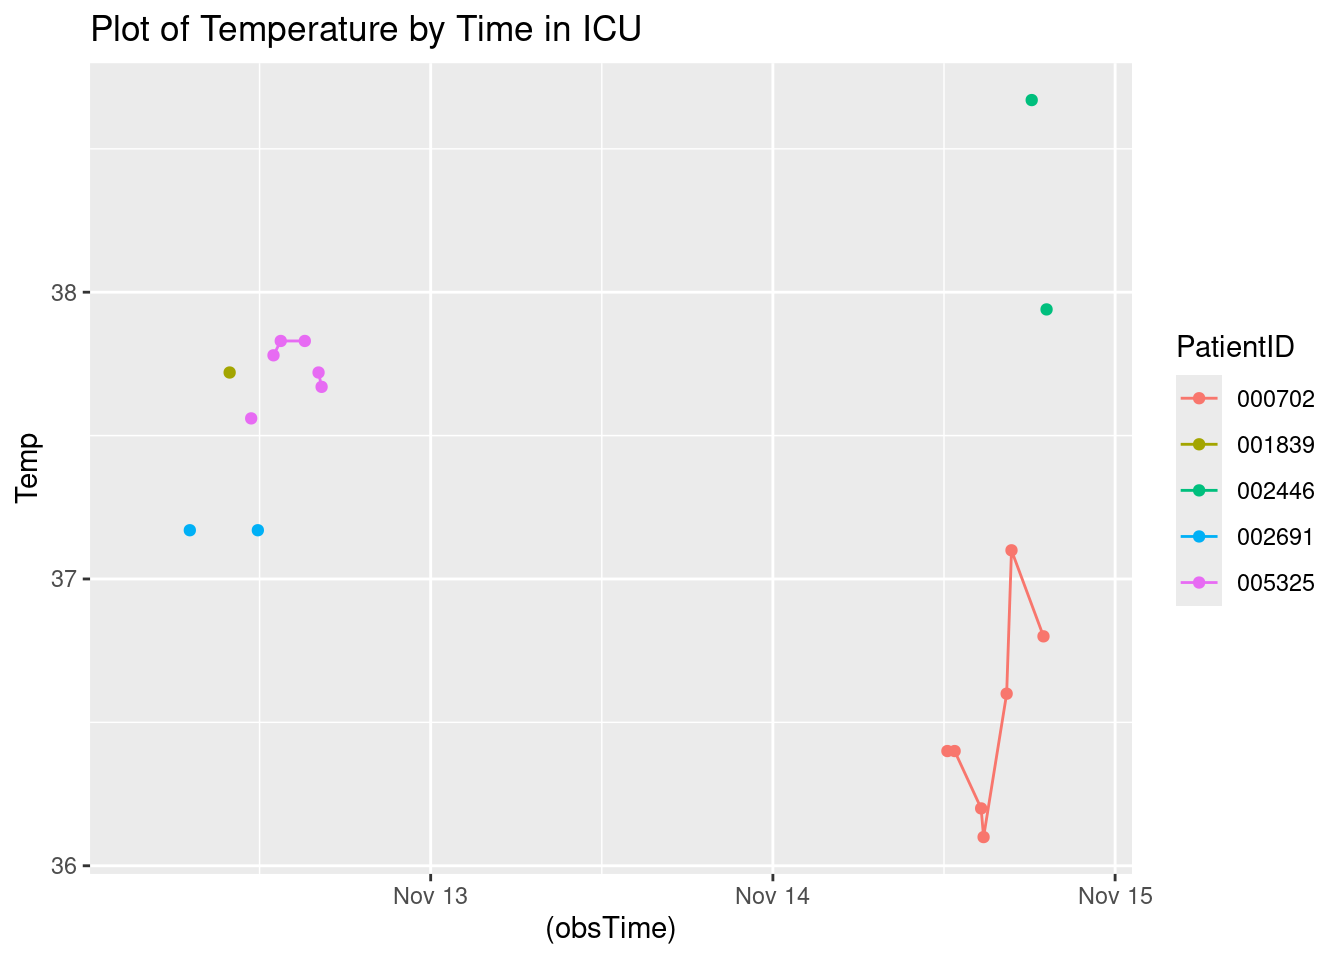 Plot of Temperature by Time in ICU
Temp
38
37
36
Nov 13
Nov 14
Nov 15
(obsTime)
PatientID
000702
001839
002446
002691
005325